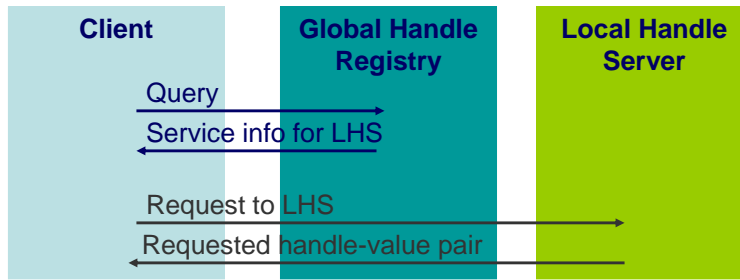 Client
Global Handle
Registry
Local Handle
Server
Query
Service info for LHS
Request to LHS
Requested handle-value pair